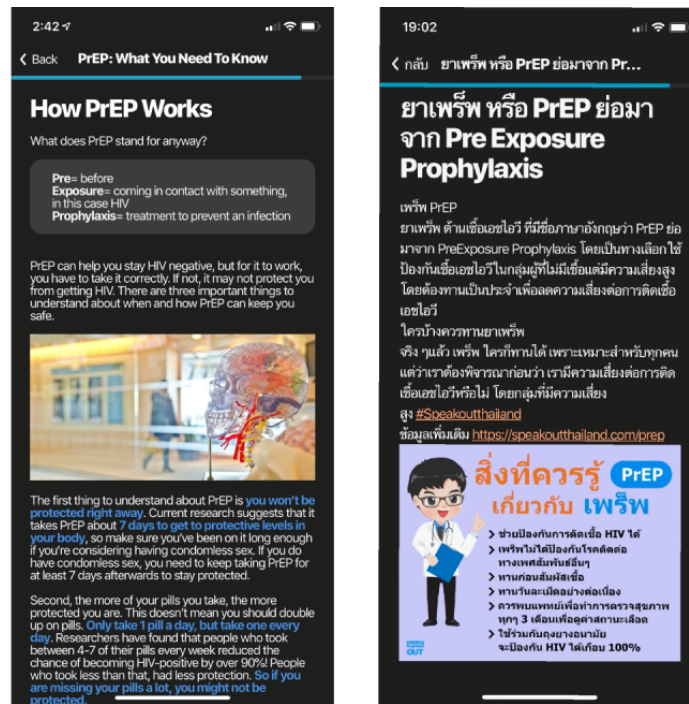 2:42
Back PrEP: What You Need To Know
How PrEP Works
What does PrEP stand for anyway?
Pre= before
Exposure= coming in contact with something,
in this case HIV
Prophylaxis= treatment to prevent an infection
PrEP can help you stay HIV negative, but for it to work,
you have to take it correctly. If not, it may not protect you
from getting HIV. There are three important things to
understand about when and how PrEP can keep you
safe.
The first thing to understand about PrEP is you won't be
protected right away. Current research suggests that it
takes PrEP about 7 days to get to protective levels in
your body, so make sure you've been on it long enough
if you're considering having condomless sex. If you do
have condomless sex, you need to keep taking PrEP for
at least 7 days afterwards to stay protected.
Second, the more of your pills you take, the more
protected you are. This doesn't mean you should double
up on pills. Only take 1 pill a day, but take one every
day. Researchers have found that people who took
between 4-7 of their pills every week reduced the
chance of becoming HIV-positive by over 90%! People
who took less than that, had less protection. So if you
are missing your pills a lot, you might not be
protected.
19:02
กลับ ยาเพร็พ หรือ PrEP ย่อมาจาก Pr...
ยาเพร็พ หรือ PrEP ย่อมา
จาก Pre Exposure
Prophylaxis
เพร็พ PrEP
ยาเพร็พ ต้านเชื้อเอชไอวี ที่มีชื่อภาษาอังกฤษว่า PrEP ย่อ
มาจาก PreExposure Prophylaxis โดยเป็นทางเลือกใช้
ป้องกันเชื้อเอชไอวีในกลุ่มผู้ที่ไม่มีเชื้อแต่มีความเสี่ยงสูง
โดยต้องทานเป็นประจำเพื่อลดความเสี่ยงต่อการติดเชื้อ
เอชไอวี
ใครบ้างควรทานยาเพร็พ
จริง ๆแล้ว เพร็พ ใครก็ทานได้ เพราะเหมาะสำหรับทุกคน
แต่ว่าเราต้องพิจารณาก่อนว่า เรามีความเสี่ยงต่อการติด
เชื้อเอชไอวีหรือไม่ โดยกลุ่มที่มีความเสี่ยง
สูง #Speakoutthailand
ข้อมูลเพิ่มเติม https://speakoutthailand.com/prep
สิ่งที่ควรรู้ PrEP
เกี่ยวกับ เพร็พ
ช่วยป้องกันการติดเชื้อ HIV ได้
เพร็พไม่ได้ป้องกันโรคติดต่อ
ทางเพศสัมพันธ์อื่นๆ
ทานก่อนสัมผัสเชื้อ
ทานวันละเม็ดอย่างต่อเนื่อง
ควรพบแพทย์เพื่อทำการตรวจสุขภาพ
ทุกๆ 3 เดือนเพื่อดูค่าสถานะเลือด
ใช้ร่วมกับถุงยางอนามัย
จะป้องกัน HIV ได้เกือบ 100%
Speak
OUT